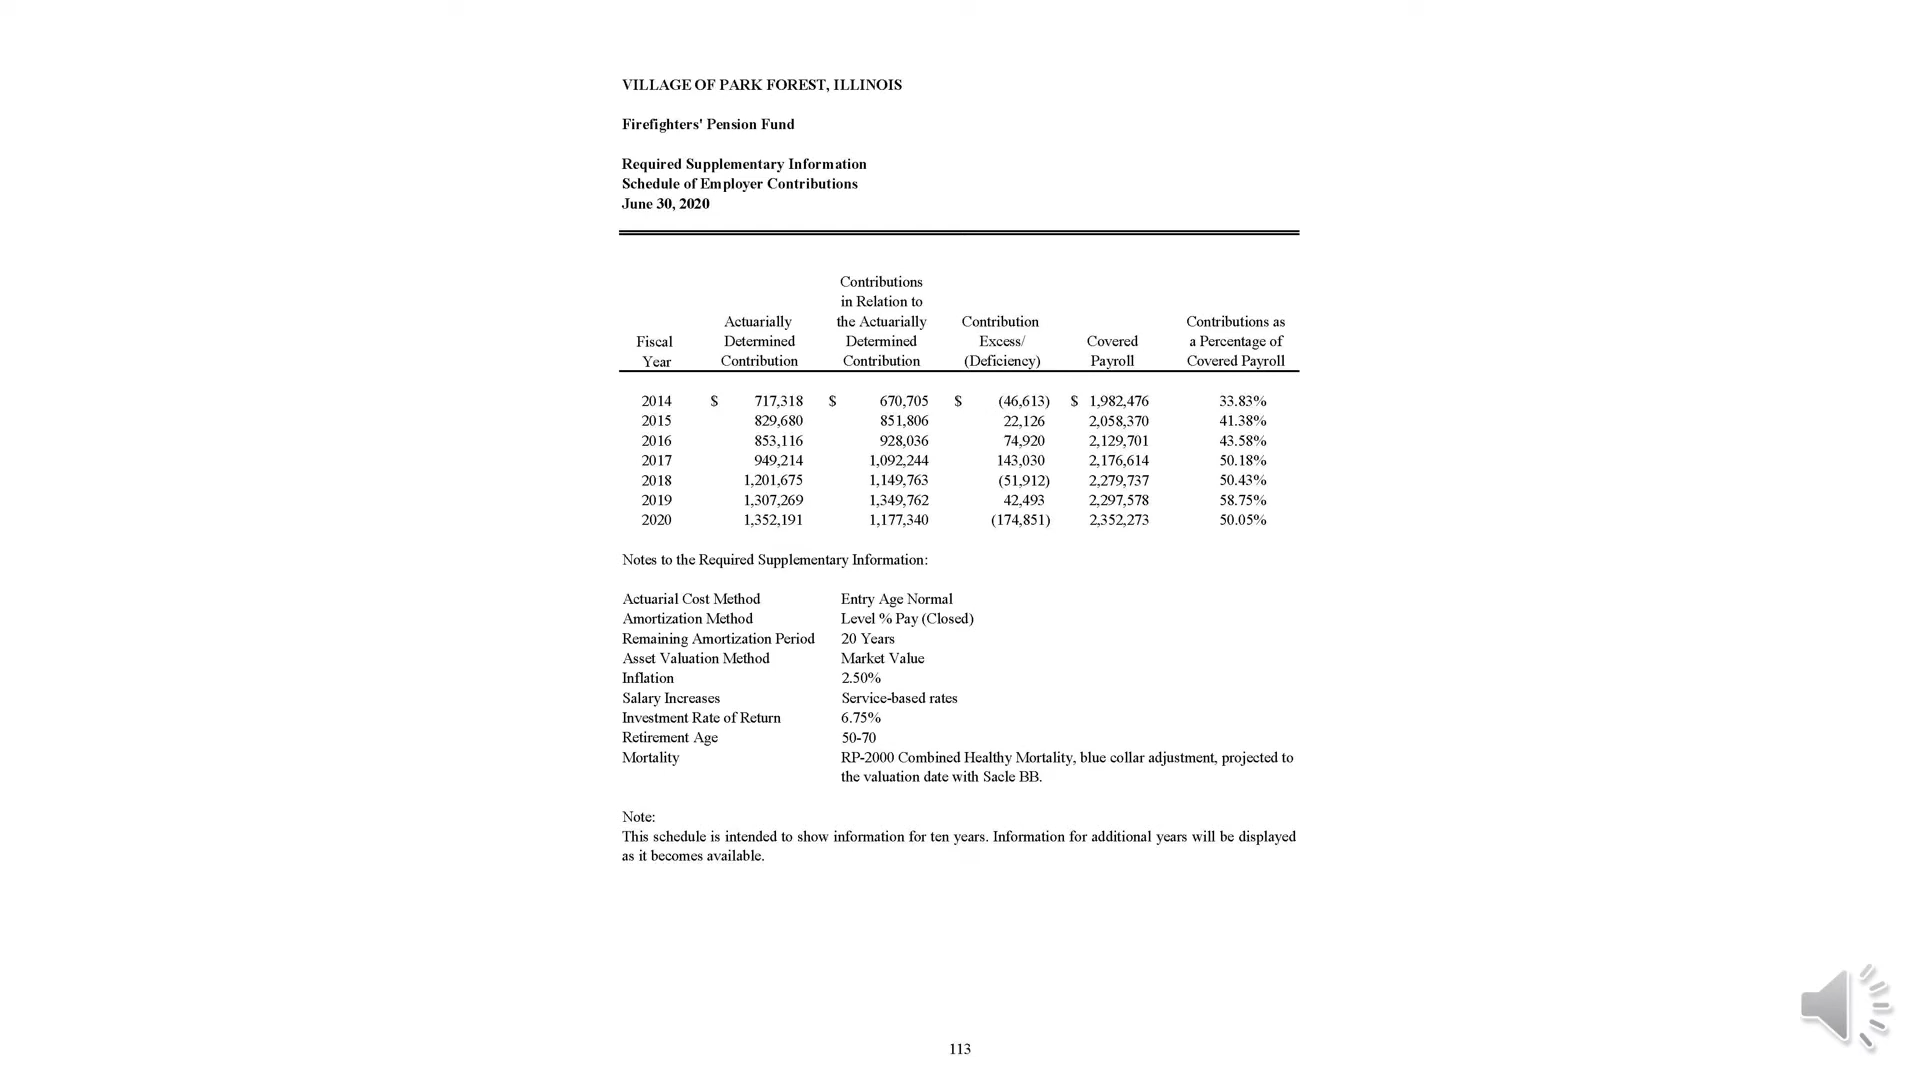 VILLAGE OF PARK FOREST, ILLINOIS
Firefighters' Pension Fund
Required Supplementary Information
Schedule of Employer Contributions
June 30, 2020
Contributions
in Relation to
Actuarially the Actuarially Contribution Contributions as
Fiscal Determined Determined Excess/ Covered a Percentage of
Year Contribution Contribution (Deficiency) Payroll Covered Payroll
2014 $ 717,318 $ 670,705 $ (46,613) $ 1,982,476 33.83%
2015 829,680 851,806 22,126 2,058,370 41.38%
2016 853,116 928,036 74,920 2,129,701 43.58%
2017 949,214 1,092,244 143,030 2,176,614 50.18%
2018 1,201,675 1,149,763 (51,912) 2,279,737 50.43%
2019 1,307,269 1,349,762 42,493 2,297,578 58.75%
2020 1,352,191 1,177,340 (174,851) 2,352,273 50.05%
Notes to the Required Supplementary Information:
Actuarial Cost Method Entry Age Normal
Amortization Method Level % Pay (Closed)
Remaining Amortization Period 20 Years
Asset Valuation Method Market Value
Inflation 2.50%
Salary Increases Service-based rates
Investment Rate of Return 6.75%
Retirement Age 50-70
Mortality RP-2000 Combined Healthy Mortality, blue collar adjustment, projected to
the valuation date with Sacle BB.
Note:
This schedule is intended to show information for ten years. Information for additional years will be displayed
as it becomes available.
113